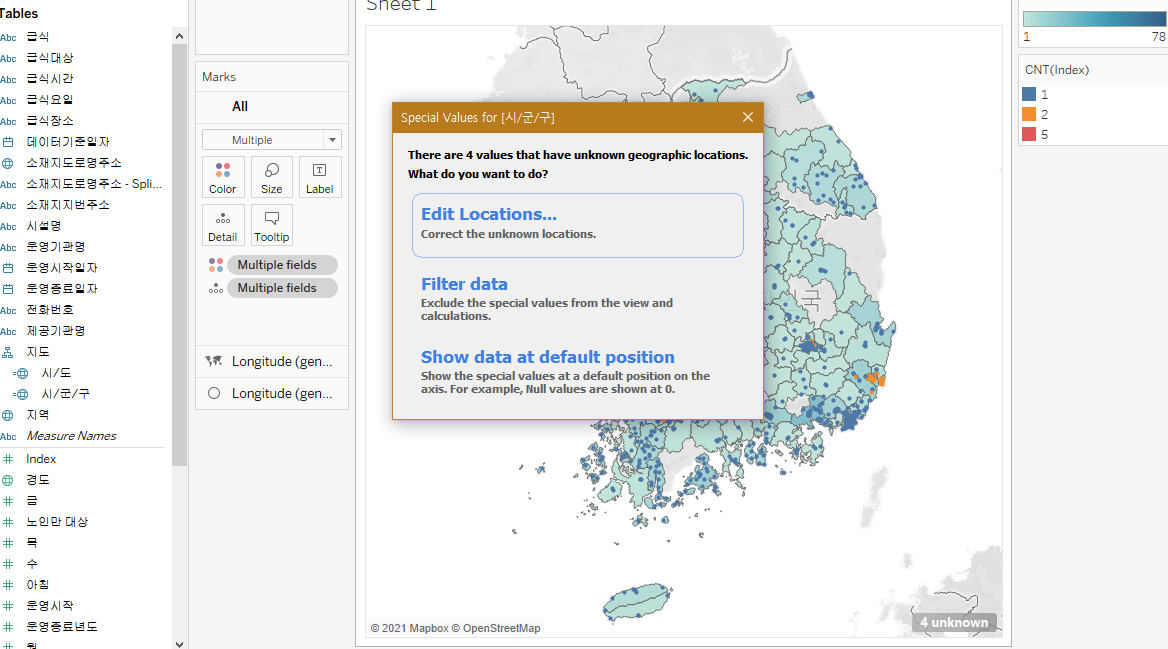 Tables
Abc 급식
Abc 급식대상
Abc 급식시간
Abc 급식요일
Abc 급식장소
데이터기준일자
소재지도로명주소
Abc 소재지도로명주소 - Spli...
Abc 소재지지번주소
Abc 시설명
Abc 운영기관명
운영시작일자
운영종료일자
Abc 전화번호
Abc 제공기관명
지도
시/도
시/군/구
지역
Abc Measure Names
Index
경도
금
노인만 대상
목
수
아침
운영시작
운영종료년도
월
Marks
All
Multiple
Color
Size
Label
Detail
Tooltip
Multiple fields
Multiple fields
Longitude (gen...
Longitude (gen...
Sheet 1
Special Values for [시/군/구]
There are 4 values that have unknown geographic locations.
What do you want to do?
Edit Locations...
Correct the unknown locations.
Filter data
Exclude the special values from the view and
calculations.
Show data at default position
Show the special values at a default position on the
axis. For example, Null values are shown at 0.
국
© 2021 Mapbox © OpenStreetMap
4 unknown
1 78
CNT(Index)
1
2
5